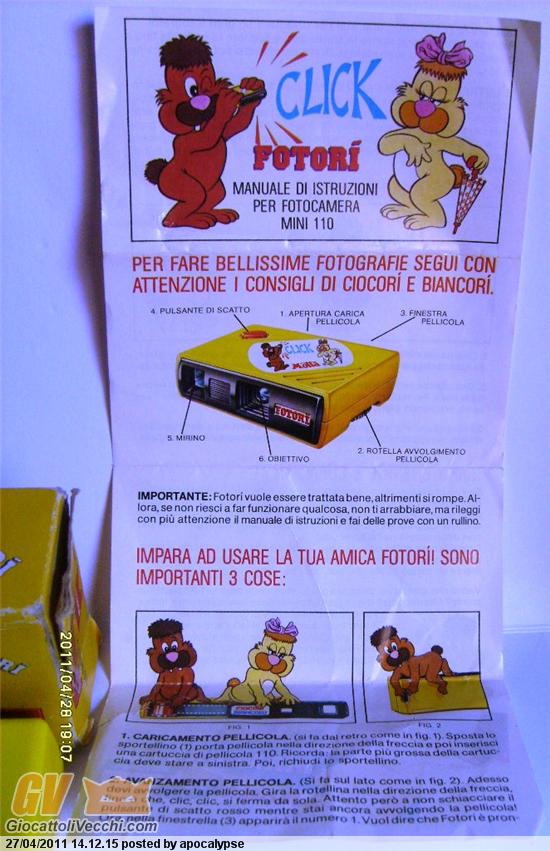 CLICK
FOTORÍ
MANUALE DI ISTRUZIONI
PER FOTOCAMERA
MINI 110
PER FARE BELLISSIME FOTOGRAFIE SEGUI CON
ATTENZIONE I CONSIGLI DI CIOCORÍ E BIANCORÍ.
4. PULSANTE DI SCATTO
1. APERTURA CARICA
PELLICOLA
3. FINESTRA
PELLICOLA
CLICK
Motta
FOTORÍ
5. MIRINO
6. OBIETTIVO
2. ROTELLA AVVOLGIMENTO
PELLICOLA
IMPORTANTE: Fotorí vuole essere trattata bene, altrimenti si rompe. Al-
lora, se non riesci a far funzionare qualcosa, non ti arrabbiare, ma rileggi
con più attenzione il manuale di istruzioni e fai delle prove con un rullino.
IMPARA AD USARE LA TUA AMICA FOTORÍ! SONO
IMPORTANTI 3 COSE:
FIG. 1
FIG. 2
1. CARICAMENTO PELLICOLA. (si fa dal retro come in fig. 1). Sposta lo
sportellino (1) porta pellicola nella direzione della freccia e poi inserisci
una cartuccia di pellicola 110. Ricorda: la parte più grossa della cartuc-
cia deve stare a sinistra. Poi, richiudi lo sportellino.
AVANZAMENTO PELLICOLA. (Si fa sul lato come in fig. 2). Adesso
devi avvolgere la pellicola. Gira la rotellina nella direzione della freccia,
che, clic, clic, si ferma da sola. Attento però a non schiacciare il
pulsante di scatto rosso mentre stai ancora avvolgendo la pellicola!
finestrella (3) apparirà il numero 1. Vuol dire che Fotorí è pron-
2011/04/28 19:07
GV
GiocattoliVecchi.com
27/04/2011 14.12.15 posted by apocalypse